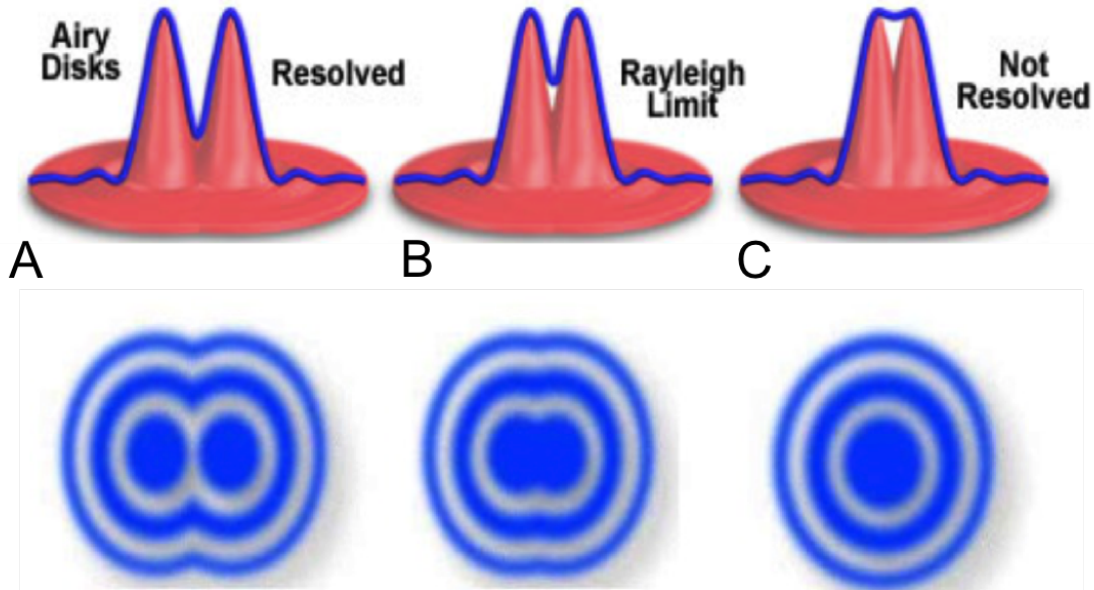 Airy
Disks
Resolved
Rayleigh
Limit
Not
Resolved
A
B
C